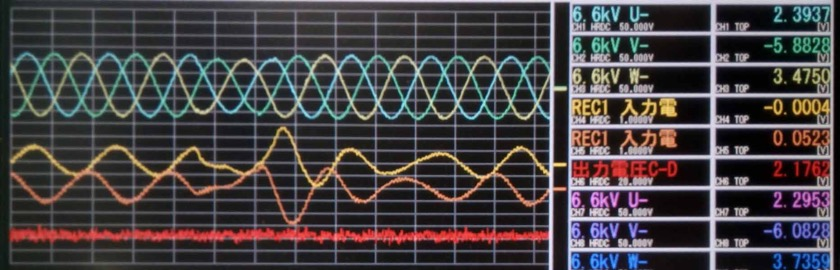 6.6kV U- 2.3937
CH1 HRDC 50.000V CH1 TOP [V]
6.6kV V- -5.8828
CH2 HRDC 50.000V CH2 TOP [V]
6.6kV W- 3.4750
CH3 HRDC 50.000V CH3 TOP [V]
REC1 入力電 -0.0004
CH4 HRDC 1.0000V CH4 TOP [V]
REC1 入力電 0.0523
CH5 HRDC 1.0000V CH5 TOP [V]
出力電圧C-D 2.1762
CH6 HRDC 20.000V CH6 TOP [V]
6.6kV U- 2.2953
CH7 HRDC 50.000V CH7 TOP [V]
6.6kV V- -6.0828
CH8 HRDC 50.000V CH8 TOP [V]
6.6kV W- 3.7359